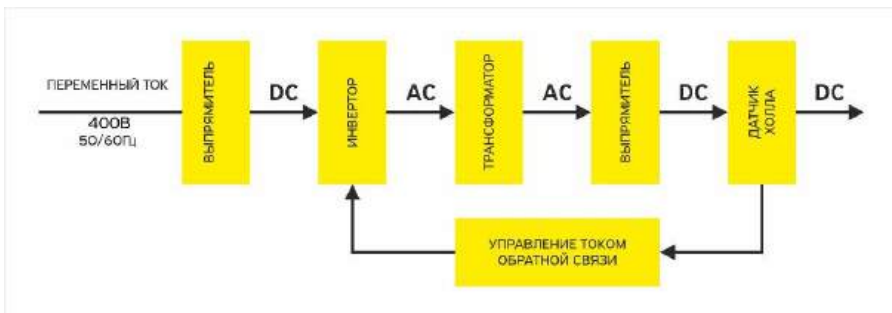 ПЕРЕМЕННЫЙ ТОК
400В
50/60Гц
ВЫПРЯМИТЕЛЬ
DC
ИНВЕРТОР
AC
ТРАНСФОРМАТОР
AC
ВЫПРЯМИТЕЛЬ
DC
ДАТЧИК
ХОЛЛА
DC
УПРАВЛЕНИЕ ТОКОМ
ОБРАТНОЙ СВЯЗИ